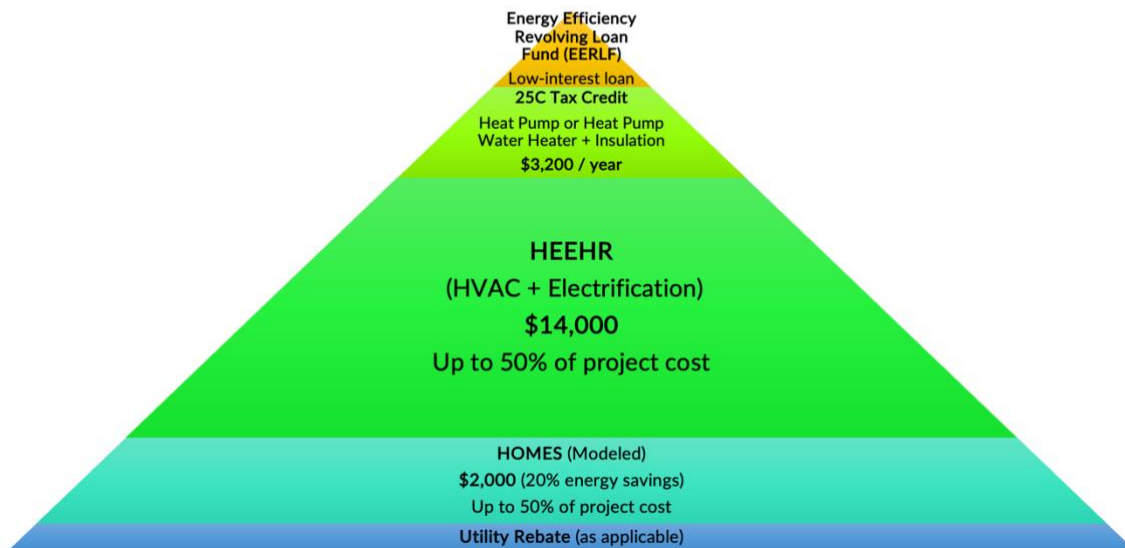 Energy Efficiency
Revolving Loan
Fund (EERLF)
Low-interest loan
25C Tax Credit
Heat Pump or Heat Pump
Water Heater + Insulation
$3,200 / year
HEEHR
(HVAC + Electrification)
$14,000
Up to 50% of project cost
HOMES (Modeled)
$2,000 (20% energy savings)
Up to 50% of project cost
Utility Rebate (as applicable)